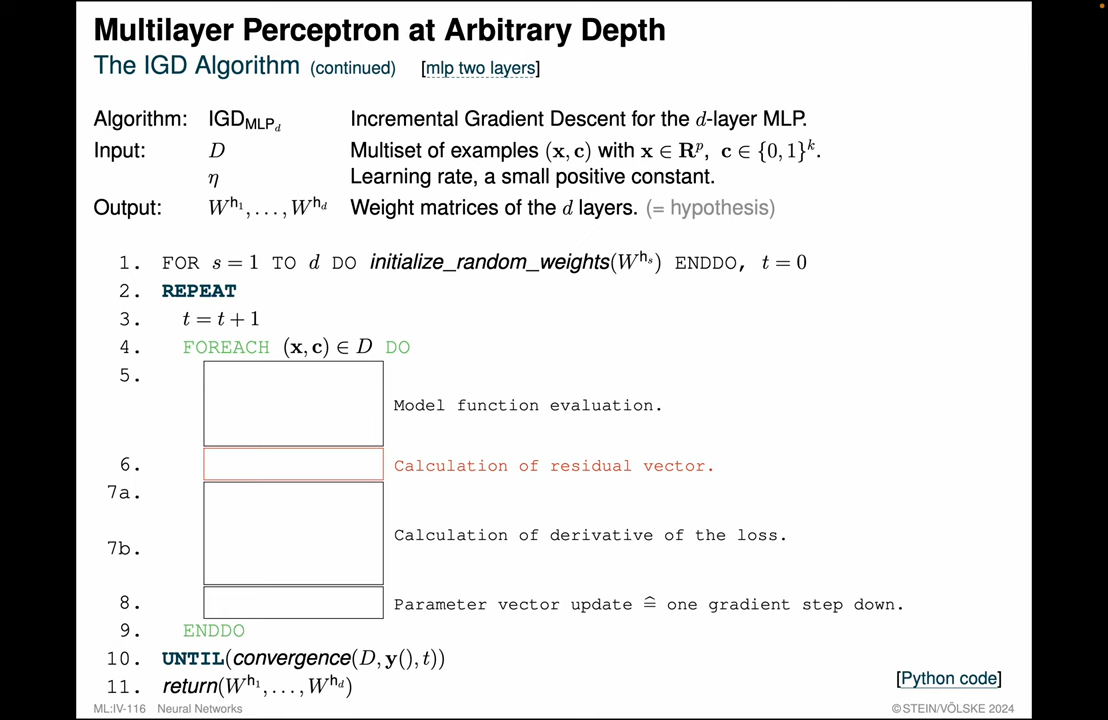 Multilayer Perceptron at Arbitrary Depth
The IGD Algorithm (continued) [mlp two layers]
Algorithm: IGD_MLP_d Incremental Gradient Descent for the d-layer MLP.
Input: D Multiset of examples (x, c) with x ∈ R^p, c ∈ {0, 1}^k.
η Learning rate, a small positive constant.
Output: W^h_1, . . . , W^h_d Weight matrices of the d layers. (= hypothesis)
1. FOR s = 1 TO d DO initialize_random_weights(W^h_s) ENDDO, t = 0
2. REPEAT
3. t = t + 1
4. FOREACH (x, c) ∈ D DO
5. Model function evaluation.
6. Calculation of residual vector.
7a.
Calculation of derivative of the loss.
7b.
8. Parameter vector update ≙ one gradient step down.
9. ENDDO
10. UNTIL(convergence(D, y(), t))
11. return(W^h_1, . . . , W^h_d)
[Python code]
ML:IV-116 Neural Networks ©STEIN/VÖLSKE 2024